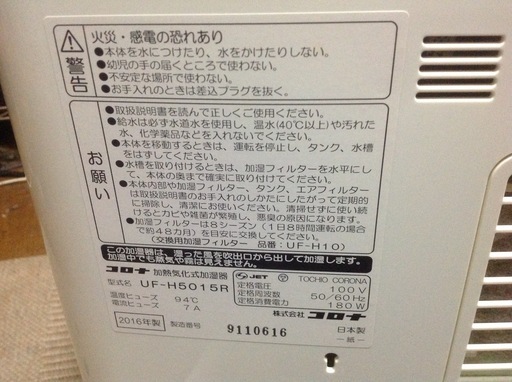 警告
火災・感電の恐れあり
●本体を水につけたり、水をかけたりしない。
●幼児の手の届くところで使わない。
●不安定な場所で使わない。
●お手入れのときは差込プラグを抜く。
お願い
●取扱説明書を読んで正しくご使用ください。
●給水は必ず水道水を使用し、温水(40℃以上)や汚れた
水、化学薬品などを入れないでください。
●本体を移動するときは、運転を停止し、タンク、水槽
をはずしてください。
●水槽を取り付けるときは、加湿フィルターを水平にし
て、本体の奥まで確実に取り付けてください。
●本体内部や加湿フィルター、タンク、エアフィルター
は取扱説明書のお手入れのしかたにしたがって定期的
に掃除し、清潔にお使いください。清掃せずに使い続
けるとカビや雑菌が繁殖し、悪臭の原因になります。
●加湿フィルターは8シーズン(1日8時間運転の場合
で約48カ月)を目安に交換してください。
(交換用加湿フィルター 品番:UF-H10)
この加湿器は、湿った風を吹出口から出して加湿します。
加湿中でも蒸気や霧は見えません。
コロナ 加熱気化式加湿器
型式名 UF-H5015R
温度ヒューズ 94℃
電流ヒューズ 7A
JET TOCHIO CORONA
定格電圧 100V
定格周波数 50/60Hz
定格消費電力 180W
株式会社 コロナ
2016年製 製造番号 9110616 日本製
-紙-